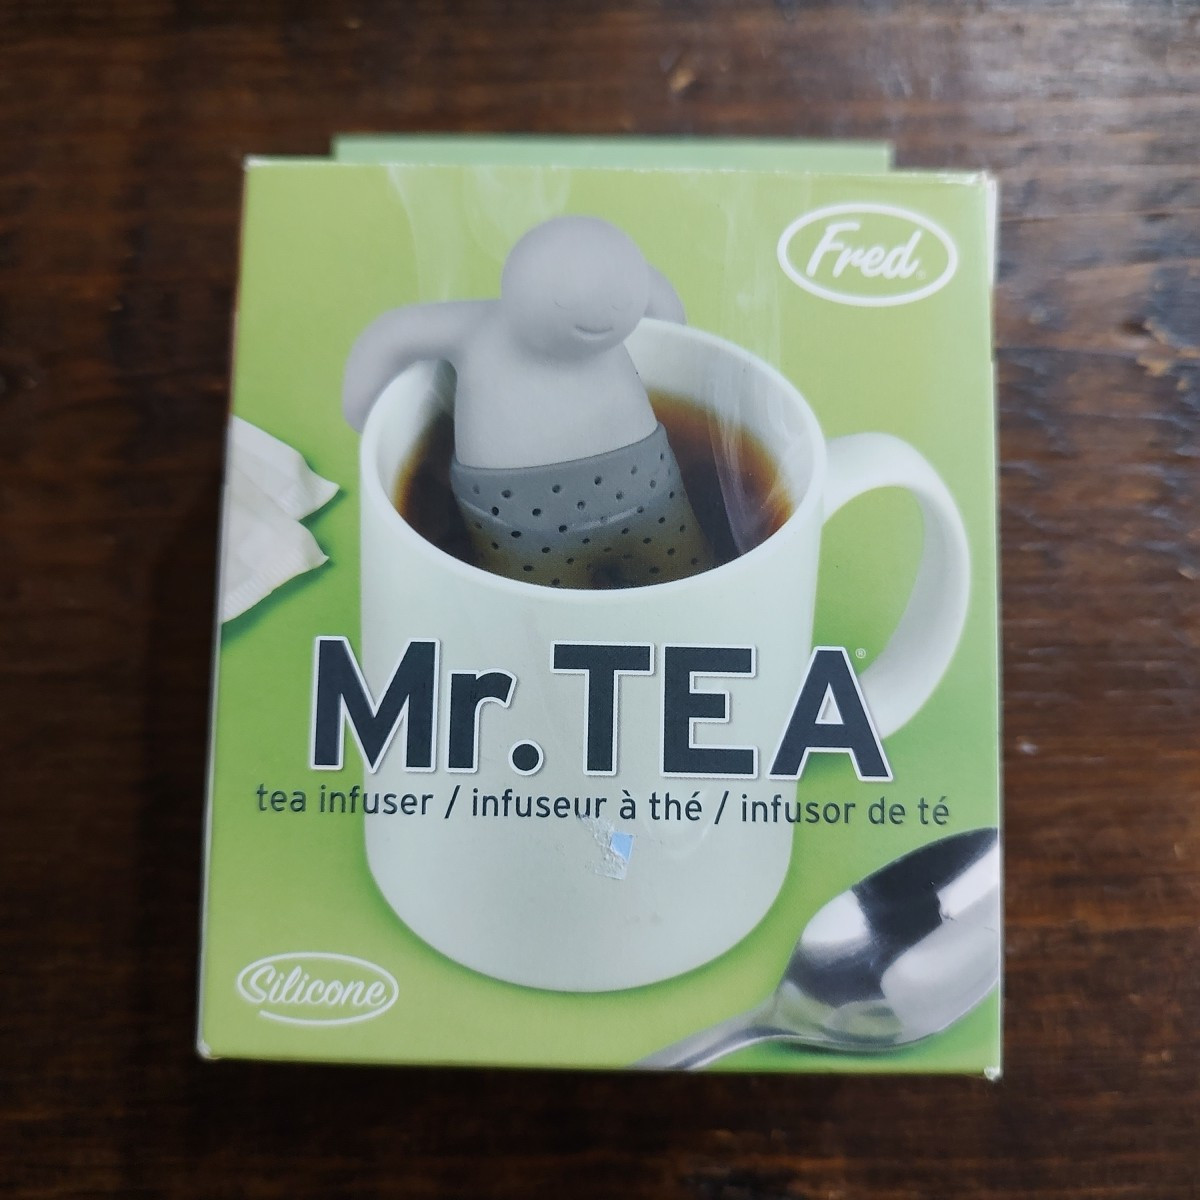 Fred
Mr. TEA®
tea infuser / infuseur à thé / infusor de té
Silicone